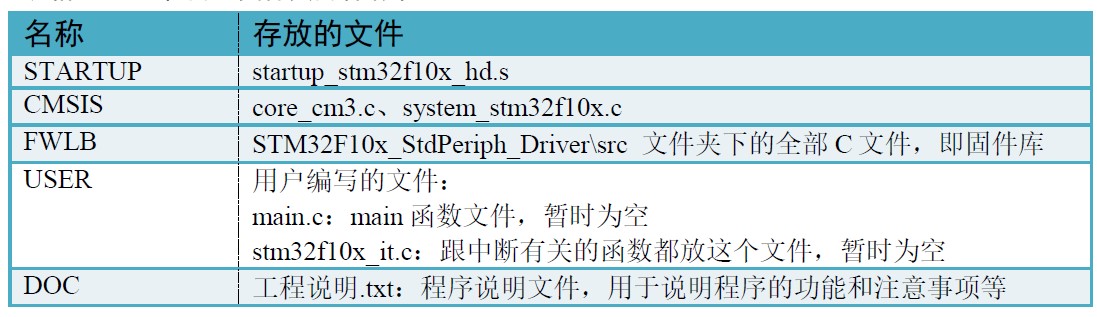 名称 存放的文件
STARTUP startup_stm32f10x_hd.s
CMSIS core_cm3.c、system_stm32f10x.c
FWLB STM32F10x_StdPeriph_Driver\src 文件夹下的全部 C 文件，即固件库
USER 用户编写的文件：
main.c：main 函数文件，暂时为空
stm32f10x_it.c：跟中断有关的函数都放这个文件，暂时为空
DOC 工程说明.txt：程序说明文件，用于说明程序的功能和注意事项等